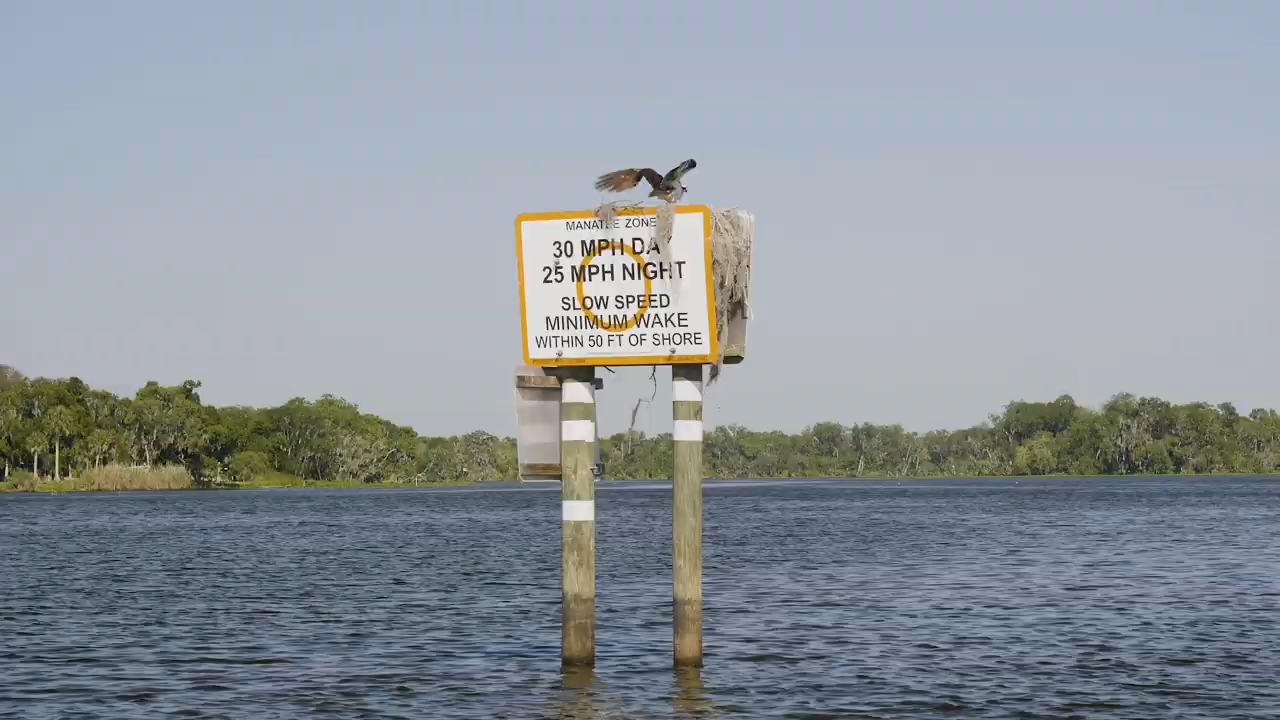 MANATEE ZONE
30 MPH DA
25 MPH NIGHT
SLOW SPEED
MINIMUM WAKE
WITHIN 50 FT OF SHORE